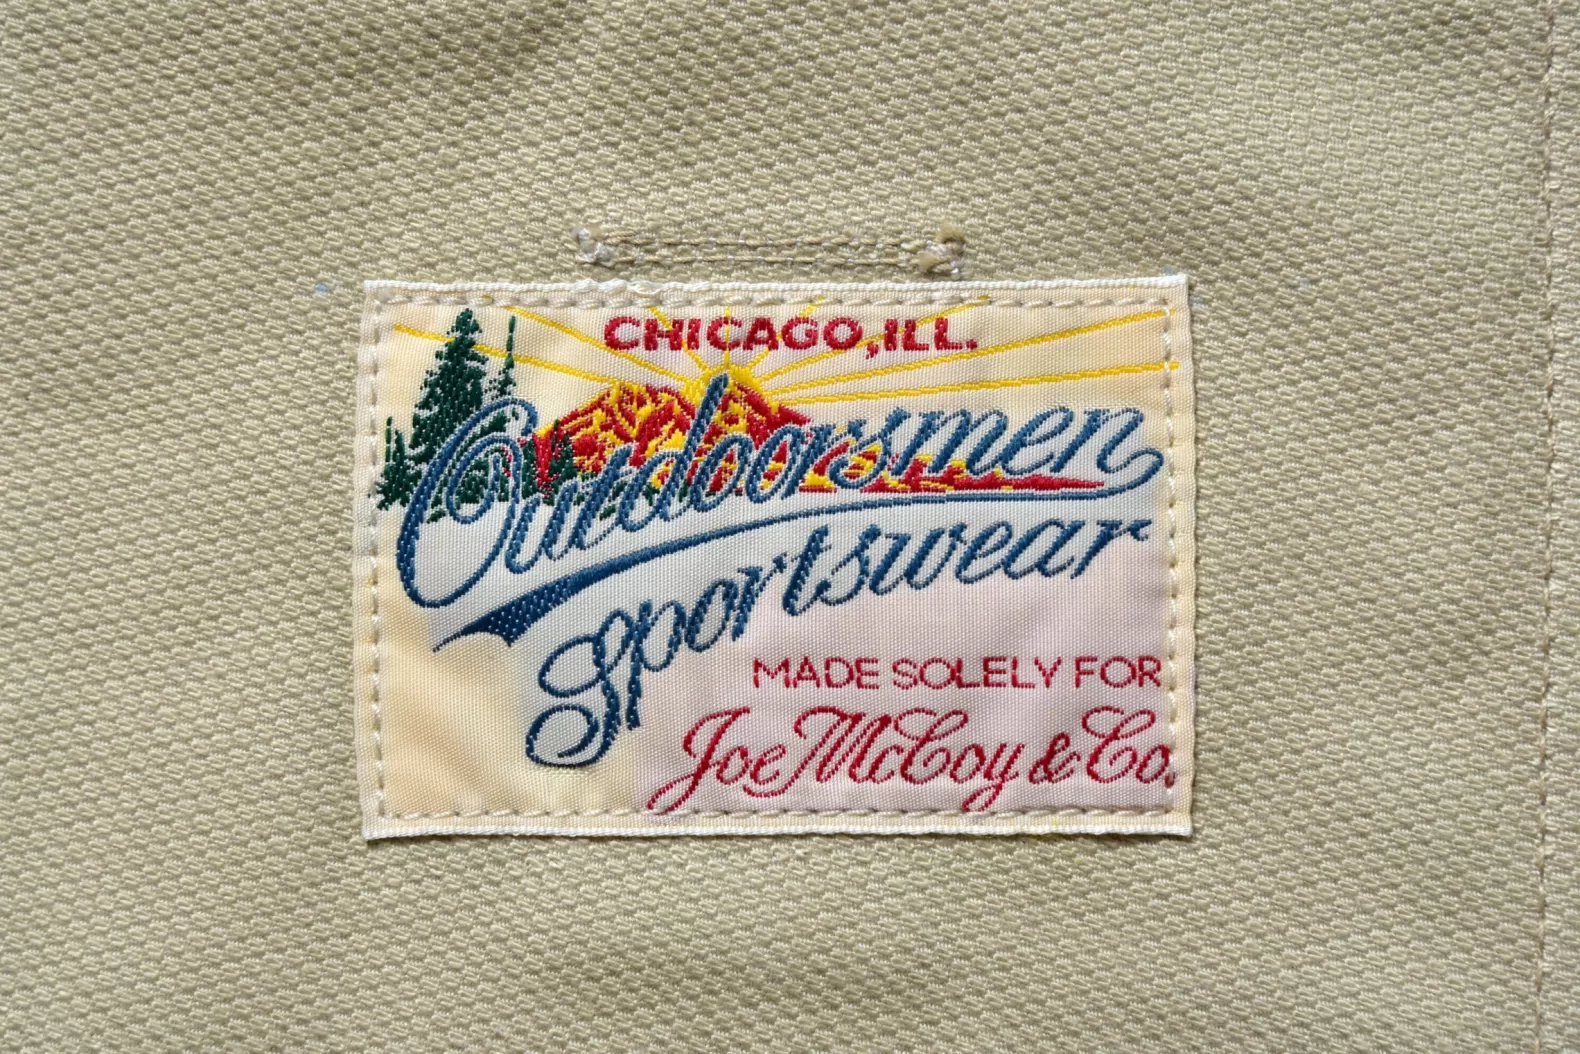 CHICAGO, ILL.
Outdoorsmen
Sportswear
MADE SOLELY FOR
Joe McCoy & Co.